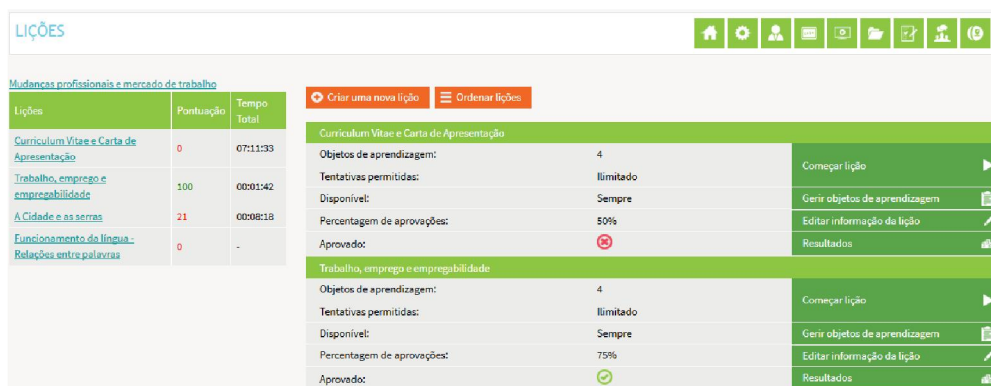 LIÇÕES
Mudanças profissionais e mercado de trabalho
Lições Pontuação Tempo
Total
Curriculum Vitae e Carta de
Apresentação 0 07:11:33
Trabalho, emprego e
empregabilidade 100 00:01:42
A Cidade e as serras 21 00:08:18
Funcionamento da língua -
Relações entre palavras 0 -
Criar uma nova lição Ordenar lições
Curriculum Vitae e Carta de Apresentação
Objetos de aprendizagem: 4
Começar lição
Tentativas permitidas: Ilimitado
Disponível: Sempre Gerir objetos de aprendizagem
Percentagem de aprovações: 50% Editar informação da lição
Aprovado: Resultados
Trabalho, emprego e empregabilidade
Objetos de aprendizagem: 4
Começar lição
Tentativas permitidas: Ilimitado
Disponível: Sempre Gerir objetos de aprendizagem
Percentagem de aprovações: 75% Editar informação da lição
Aprovado: Resultados